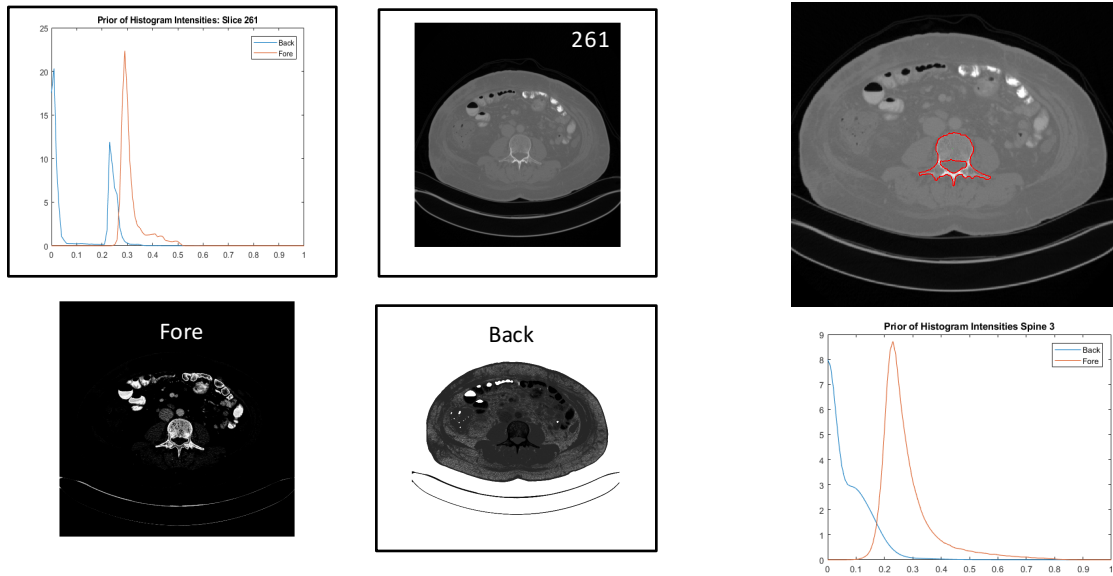 Prior of Histogram Intensities: Slice 261
25
20
15
10
5
0
Back
Fore
0 0.1 0.2 0.3 0.4 0.5 0.6 0.7 0.8 0.9 1
261
Fore
Back
Prior of Histogram Intensities Spine 3
9
8
7
6
5
4
3
2
1
0
Back
Fore
0 0.1 0.2 0.3 0.4 0.5 0.6 0.7 0.8 0.9 1